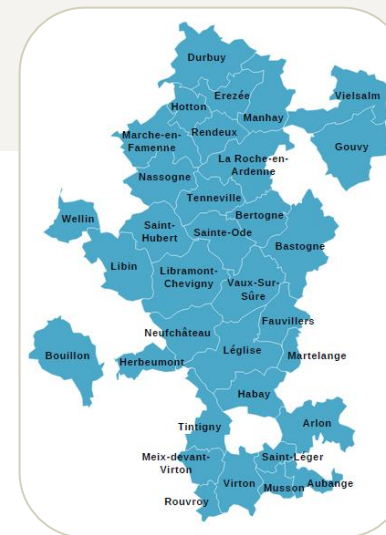 Durbuy
Erezée
Vielsalm
Hotton
Manhay
Rendeux
Marche-en-
Famenne
Gouvy
La Roche-en-
Ardenne
Nassogne
Tenneville
Bertogne
Wellin
Saint-
Hubert
Sainte-Ode
Bastogne
Libin
Libramont-
Chevigny
Vaux-Sur-
Sûre
Fauvillers
Neufchâteau
Léglise
Bouillon
Herbeumont
Martelange
Habay
Tintigny
Arlon
Meix-devant-
Virton
Saint-Léger
Virton
Musson
Aubange
Rouvroy